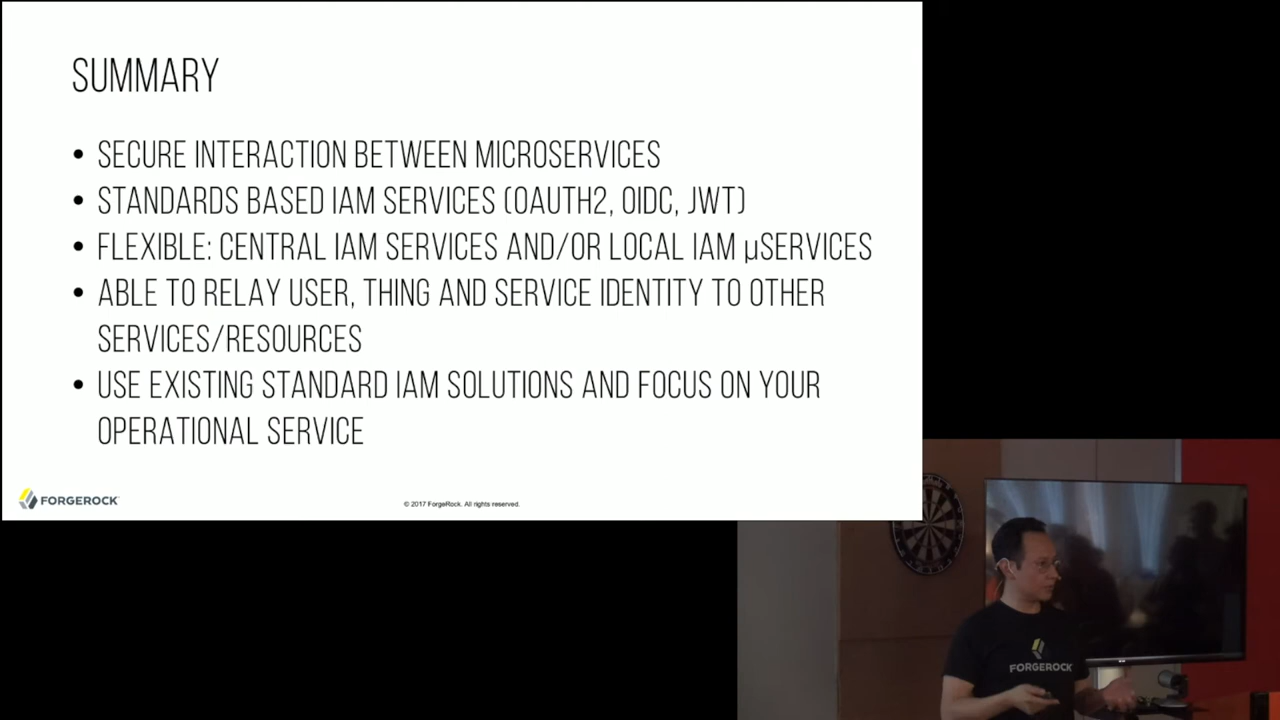 SUMMARY
• SECURE INTERACTION BETWEEN MICROSERVICES
• STANDARDS BASED IAM SERVICES (OAUTH2, OIDC, JWT)
• FLEXIBLE: CENTRAL IAM SERVICES AND/OR LOCAL IAM µSERVICES
• ABLE TO RELAY USER, THING AND SERVICE IDENTITY TO OTHER
SERVICES/RESOURCES
• USE EXISTING STANDARD IAM SOLUTIONS AND FOCUS ON YOUR
OPERATIONAL SERVICE
FORGEROCK
© 2017 ForgeRock. All rights reserved.
FORGEROCK